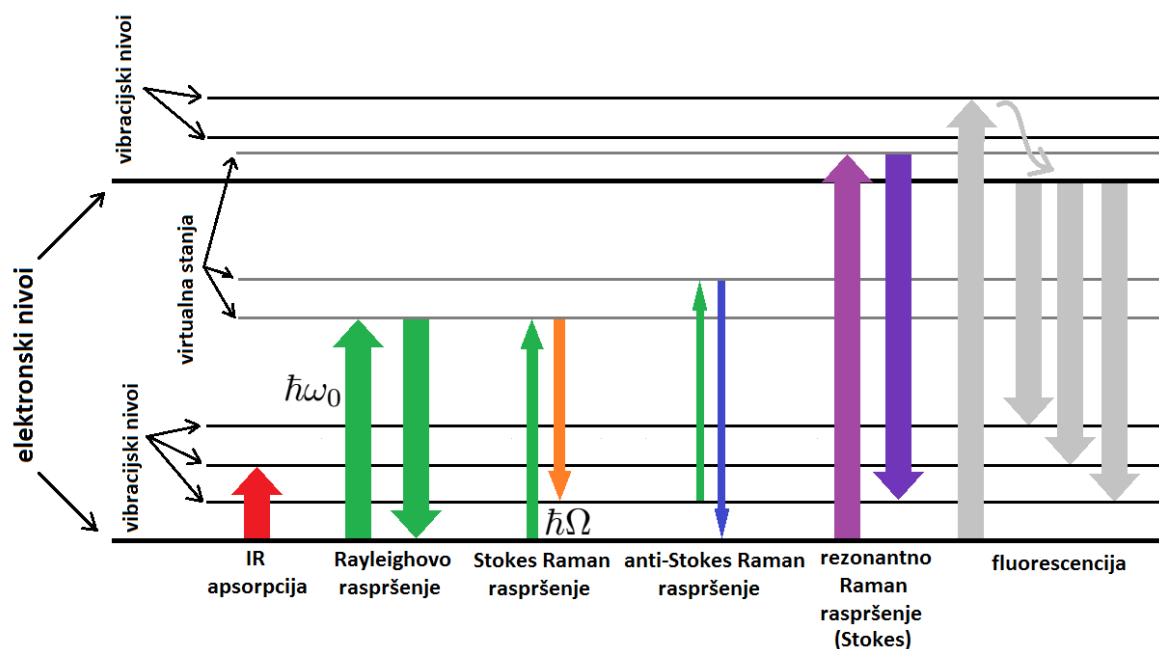 vibracijski nivoi
elektronski nivoi
virtualna stanja
vibracijski nivoi
ℏω₀
ℏΩ
IR
apsorpcija
Rayleighovo
raspršenje
Stokes Raman
raspršenje
anti-Stokes Raman
raspršenje
rezonantno
Raman
raspršenje
(Stokes)
fluorescencija